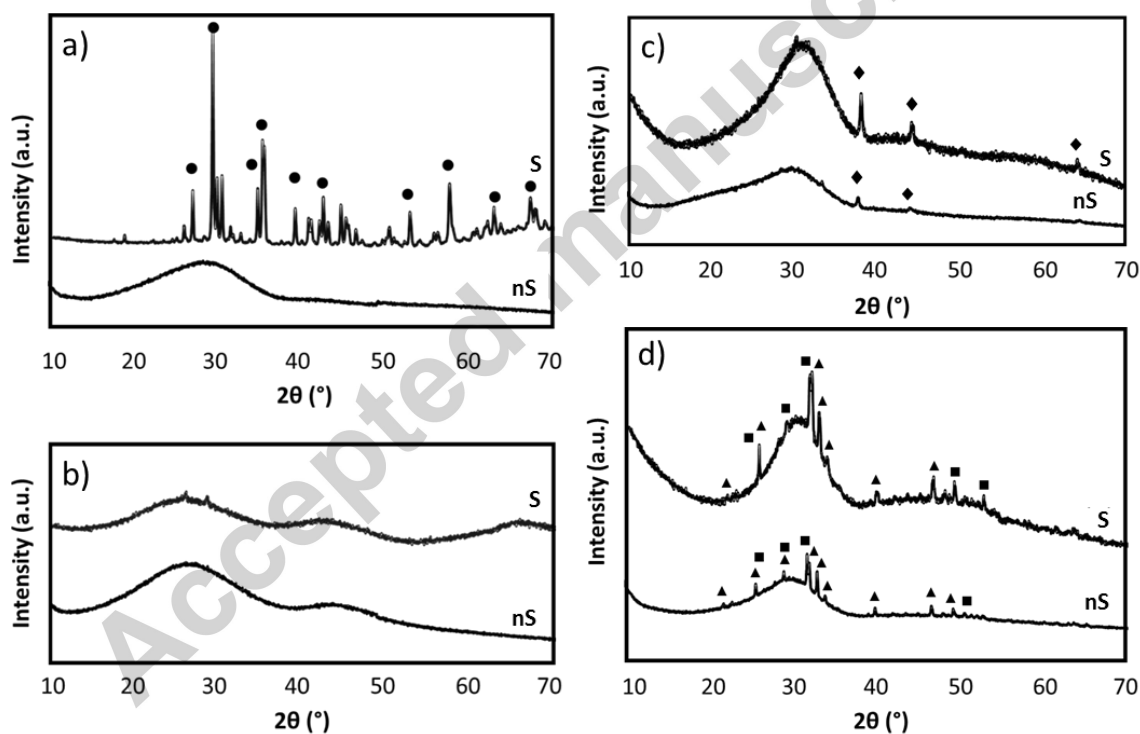 a)
S
nS
Intensity (a.u.)
10 20 30 40 50 60 70
2θ (°)
b)
S
nS
Intensity (a.u.)
10 20 30 40 50 60 70
2θ (°)
c)
S
nS
Intensity (a.u.)
10 20 30 40 50 60 70
2θ (°)
d)
S
nS
Intensity (a.u.)
10 20 30 40 50 60 70
2θ (°)
Accepted manusc